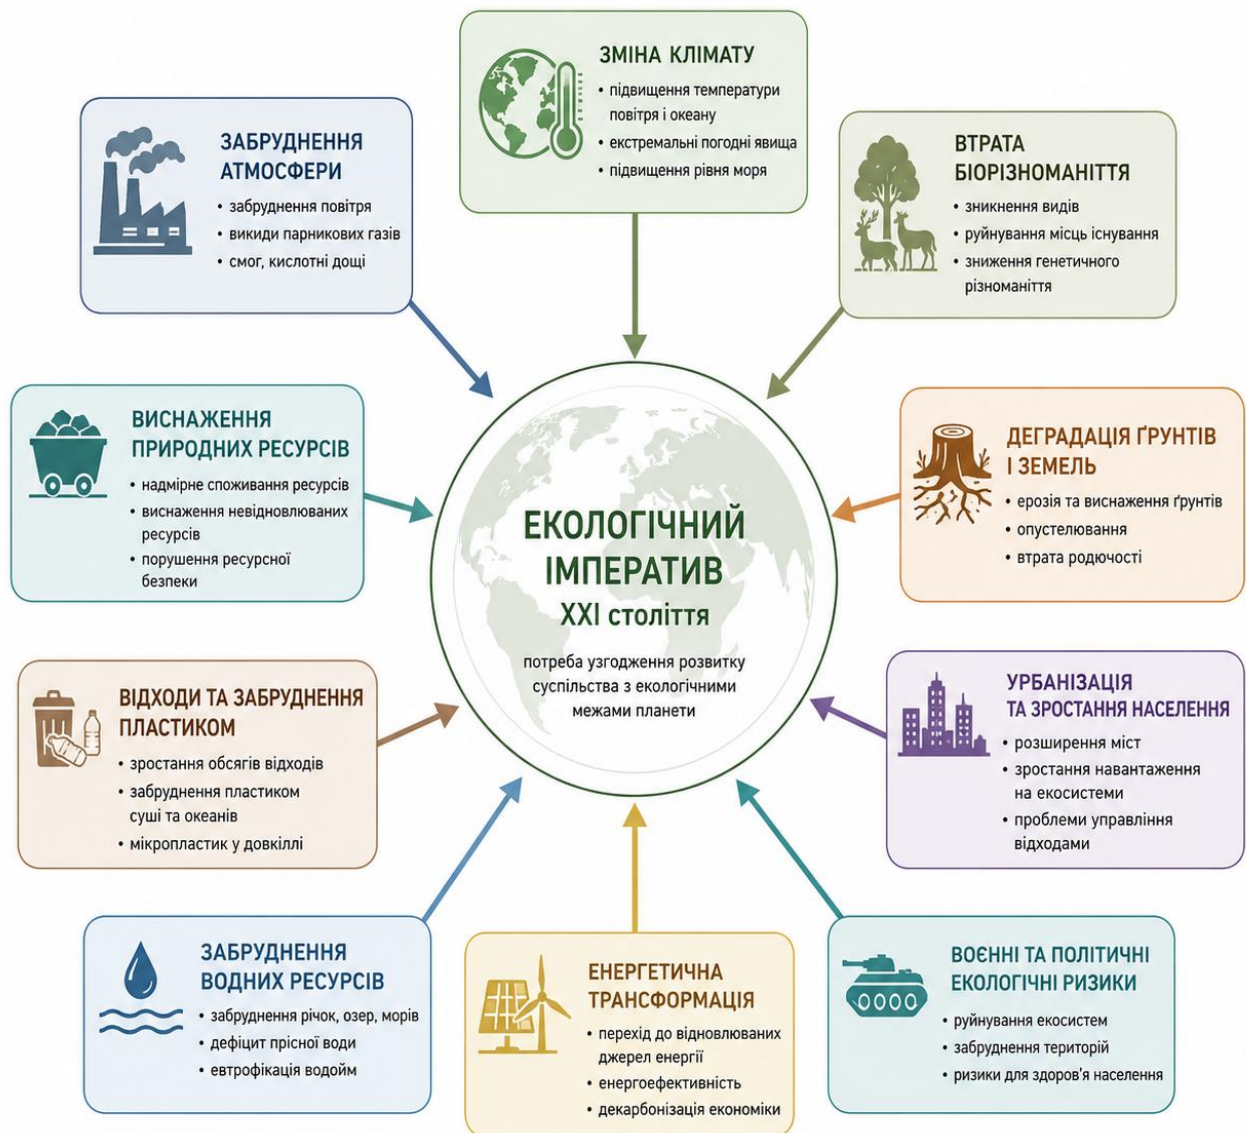 ЗМІНА КЛІМАТУ
• підвищення температури
повітря і океану
• екстремальні погодні явища
• підвищення рівня моря
ЗАБРУДНЕННЯ
АТМОСФЕРИ
• забруднення повітря
• викиди парникових газів
• смог, кислотні дощі
ВТРАТА
БІОРІЗНОМАНІТТЯ
• зникнення видів
• руйнування місць існування
• зниження генетичного
різноманіття
ВИСНАЖЕННЯ
ПРИРОДНИХ РЕСУРСІВ
• надмірне споживання ресурсів
• виснаження невідновлюваних
ресурсів
• порушення ресурсної
безпеки
ДЕГРАДАЦІЯ ҐРУНТІВ
І ЗЕМЕЛЬ
• ерозія та виснаження ґрунтів
• опустелювання
• втрата родючості
ЕКОЛОГІЧНИЙ
ІМПЕРАТИВ
XXI століття
потреба узгодження розвитку
суспільства з екологічними
межами планети
ВІДХОДИ ТА ЗАБРУДНЕННЯ
ПЛАСТИКОМ
• зростання обсягів відходів
• забруднення пластиком
суші та океанів
• мікропластик у довкіллі
УРБАНІЗАЦІЯ
ТА ЗРОСТАННЯ НАСЕЛЕННЯ
• розширення міст
• зростання навантаження
на екосистеми
• проблеми управління
відходами
ЗАБРУДНЕННЯ
ВОДНИХ РЕСУРСІВ
• забруднення річок, озер, морів
• дефіцит прісної води
• евтрофікація водойм
ЕНЕРГЕТИЧНА
ТРАНСФОРМАЦІЯ
• перехід до відновлюваних
джерел енергії
• енергоефективність
• декарбонізація економіки
ВОЄННІ ТА ПОЛІТИЧНІ
ЕКОЛОГІЧНІ РИЗИКИ
• руйнування екосистем
• забруднення територій
• ризики для здоров'я населення